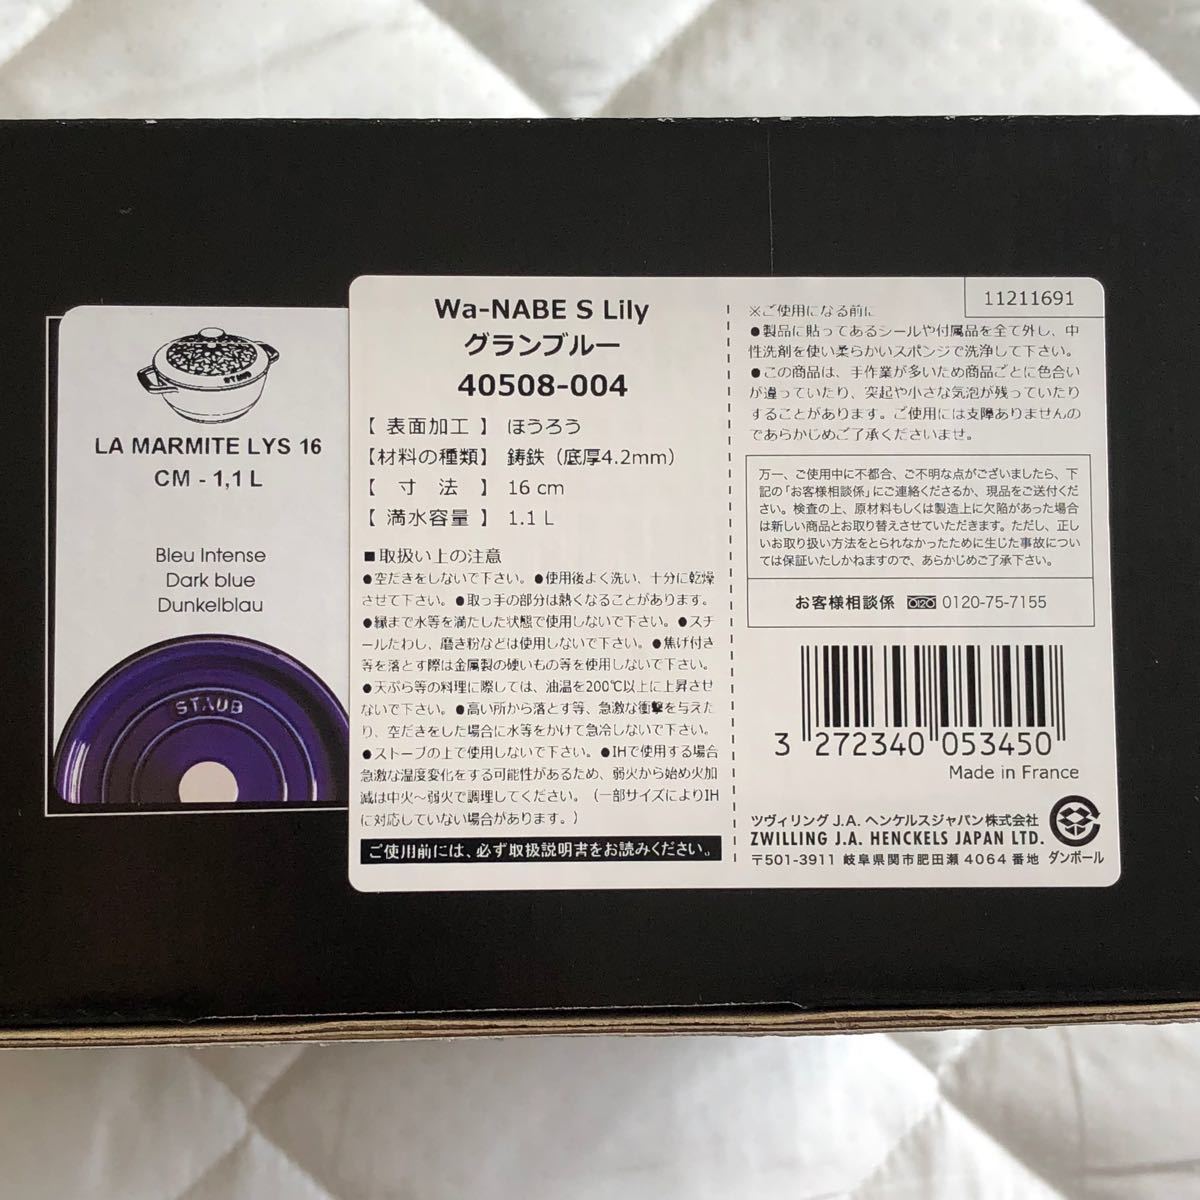 STAUB
LA MARMITE LYS 16
CM - 1,1 L
Bleu Intense
Dark blue
Dunkelblau
STAUB
Wa-NABE S Lily
グランブルー
40508-004
【 表面加工 】 ほうろう
【材料の種類】 鋳鉄（底厚4.2mm）
【 寸 法 】 16 cm
【 満水容量 】 1.1 L
■取扱い上の注意
●空だきをしないで下さい。●使用後よく洗い、十分に乾燥
させて下さい。●取っ手の部分は熱くなることがあります。
●縁まで水等を満たした状態で使用しないで下さい。●スチ
ールたわし、磨き粉などは使用しないで下さい。●焦げ付き
等を落とす際は金属製の硬いもの等を使用しないで下さい。
●天ぷら等の料理に際しては、油温を200℃以上に上昇させ
ないで下さい。●高い所から落とす等、急激な衝撃を与えた
り、空だきをした場合に水等をかけて急冷しないで下さい。
●ストーブの上で使用しないで下さい。●IHで使用する場合
急激な温度変化をする可能性があるため、弱火から始め火加
減は中火～弱火で調理してください。（一部サイズによりIH
に対応していない場合があります。）
ご使用前には、必ず取扱説明書をお読みください。
11211691
※ご使用になる前に
●製品に貼ってあるシールや付属品を全て外し、中
性洗剤を使い柔らかいスポンジで洗浄して下さい。
●この商品は、手作業が多いため商品ごとに色合い
が違っていたり、突起や小さな気泡が残っていたり
することがあります。ご使用には支障ありませんの
であらかじめご了承くださいませ。
万一、ご使用中に不都合、ご不明な点がございましたら、下
記の「お客様相談係」にご連絡くださるか、現品をご送付くだ
さい。検査の上、原材料もしくは製造上に欠陥があった場合
は新しい商品とお取り替えさせていただきます。ただし、正し
いお取り扱い方法をとられなかったために生じた事故につい
ては保証いたしかねますので、あらかじめご了承下さい。
お客様相談係 0120-75-7155
3 272340 053450
Made in France
ツヴィリング J.A. ヘンケルスジャパン株式会社
ZWILLING J.A. HENCKELS JAPAN LTD.
〒501-3911 岐阜県関市肥田瀬 4064 番地
ダンボール